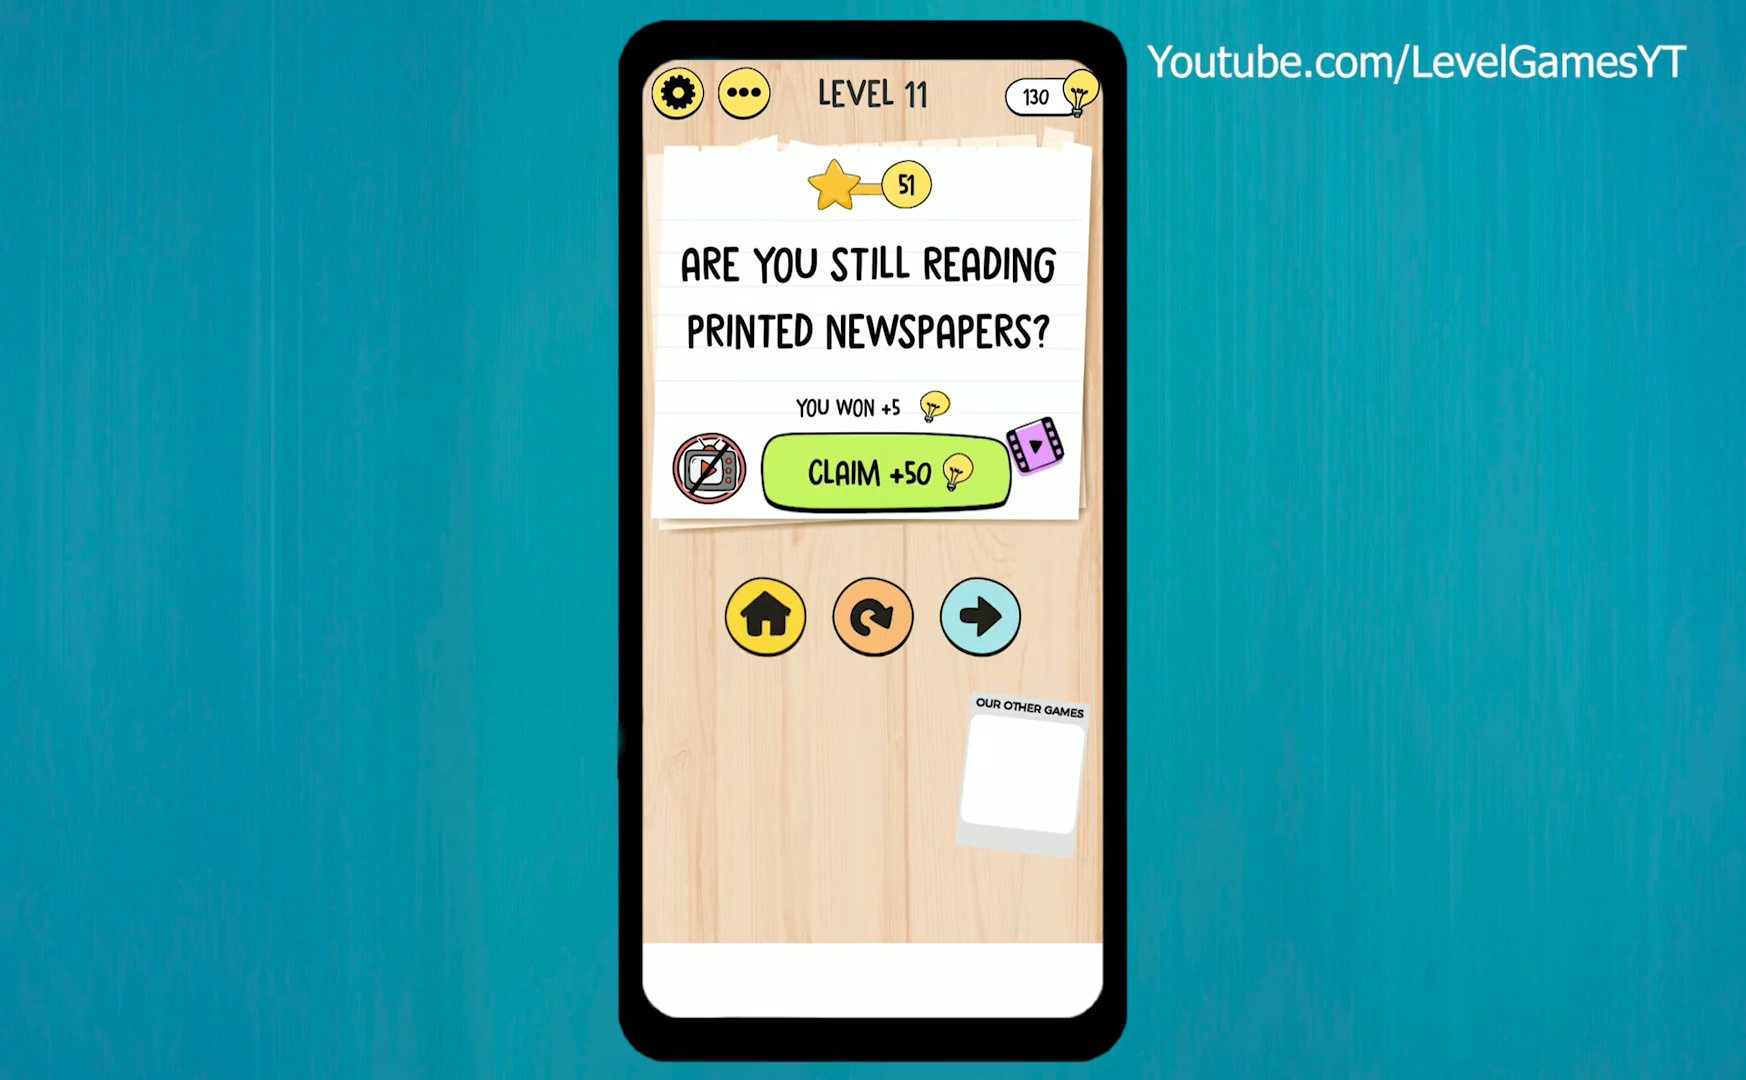 Youtube.com/LevelGamesYT
LEVEL 11
130
51
ARE YOU STILL READING
PRINTED NEWSPAPERS?
YOU WON +5
CLAIM +50
OUR OTHER GAMES